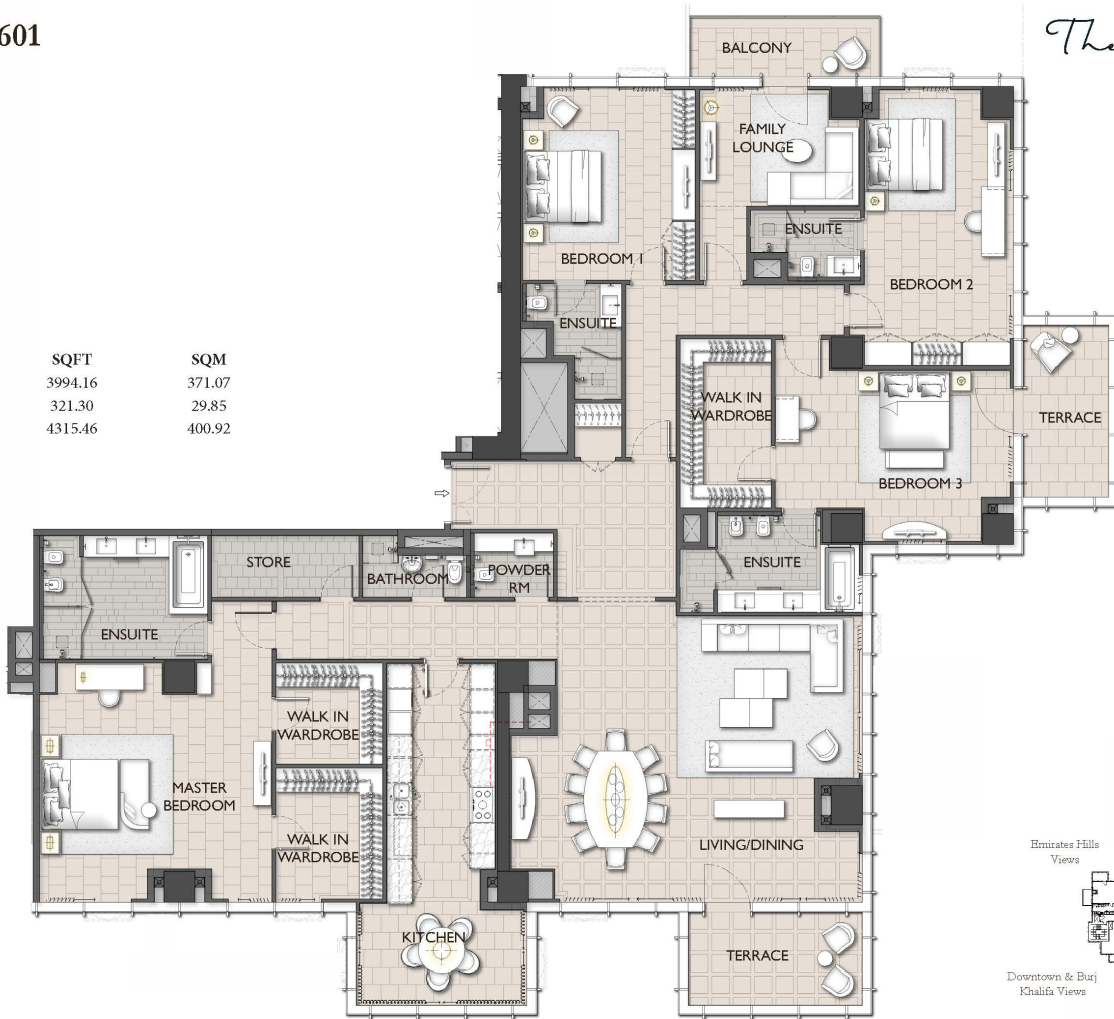 601
The
BALCONY
FAMILY
LOUNGE
ENSUITE
BEDROOM 1
BEDROOM 2
ENSUITE
SQFT SQM
3994.16 371.07
321.30 29.85
4315.46 400.92
WALK IN
WARDROBE
TERRACE
BEDROOM 3
STORE
BATHROOM
POWDER
RM
ENSUITE
ENSUITE
WALK IN
WARDROBE
MASTER
BEDROOM
WALK IN
WARDROBE
LIVING/DINING
KITCHEN
TERRACE
Emirates Hills
Views
Downtown & Burj
Khalifa Views